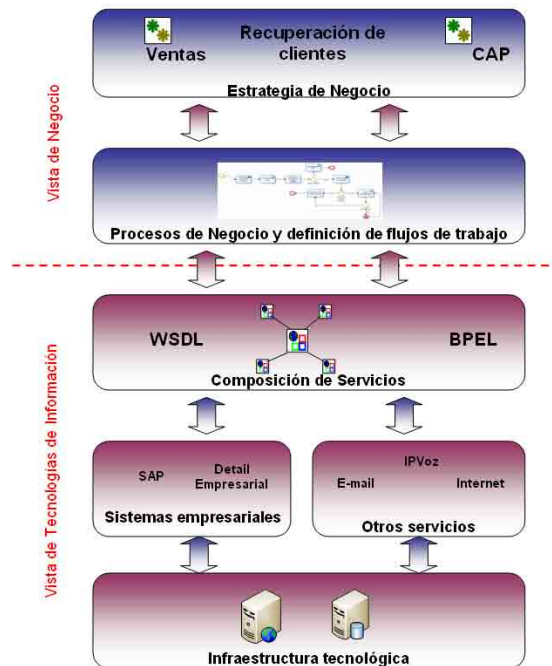 Recuperación de
clientes
Ventas
CAP
Estrategia de Negocio
Vista de Negocio
Procesos de Negocio y definición de flujos de trabajo
WSDL
BPEL
Composición de Servicios
Vista de Tecnologías de Información
SAP
Detail
Empresarial
Sistemas empresariales
IPVoz
E-mail
Internet
Otros servicios
Infraestructura tecnológica